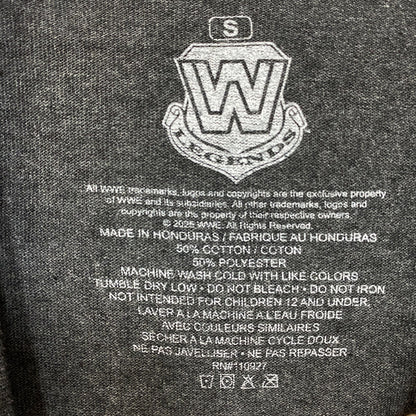 S
W
LEGENDS
All WWE trademarks, logos and copyrights are the exclusive property
of WWE and its subsidiaries. All other trademarks, logos and
copyrights are the property of their respective owners.
© 2025 WWE. All Rights Reserved.
MADE IN HONDURAS / FABRIQUE AU HONDURAS
50% COTTON / COTON
50% POLYESTER
MACHINE WASH COLD WITH LIKE COLORS
TUMBLE DRY LOW • DO NOT BLEACH • DO NOT IRON
NOT INTENDED FOR CHILDREN 12 AND UNDER.
LAVER A LA MACHINE A L'EAU FROIDE
AVEC COULEURS SIMILAIRES
SÉCHER A LA MACHINE CYCLE DOUX
NE PAS JAVELLISER • NE PAS REPASSER
RN#110927